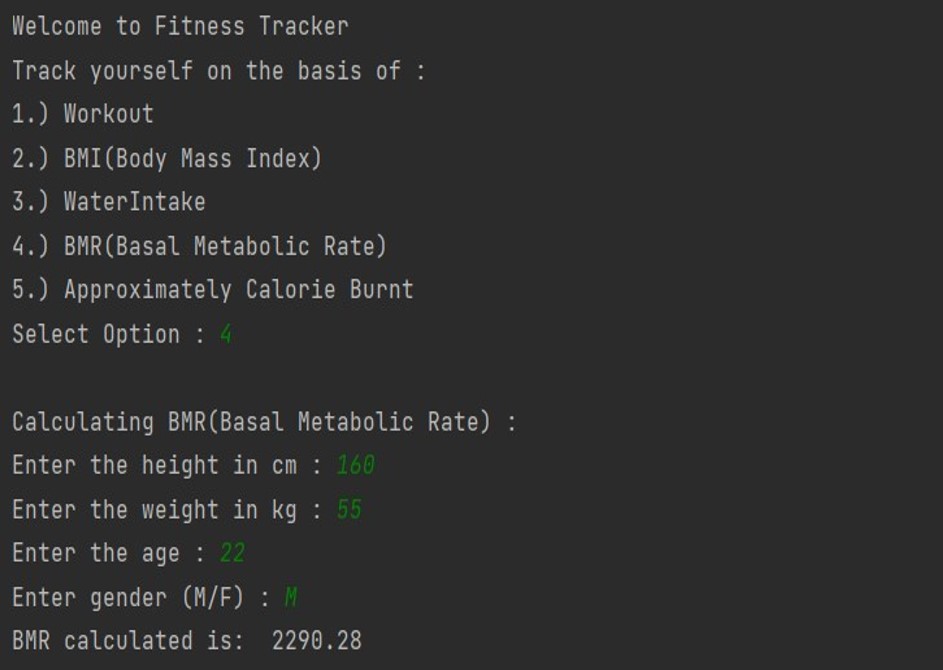 Welcome to Fitness Tracker
Track yourself on the basis of :
1.) Workout
2.) BMI(Body Mass Index)
3.) WaterIntake
4.) BMR(Basal Metabolic Rate)
5.) Approximately Calorie Burnt
Select Option : 4
Calculating BMR(Basal Metabolic Rate) :
Enter the height in cm : 160
Enter the weight in kg : 55
Enter the age : 22
Enter gender (M/F) : M
BMR calculated is:  2290.28